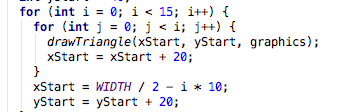 for (int i = 0; i < 15; i++) {
for (int j = 0; j < i; j++) {
drawTriangle(xStart, yStart, graphics);
xStart = xStart + 20;
}
xStart = WIDTH / 2 - i * 10;
yStart = yStart + 20;